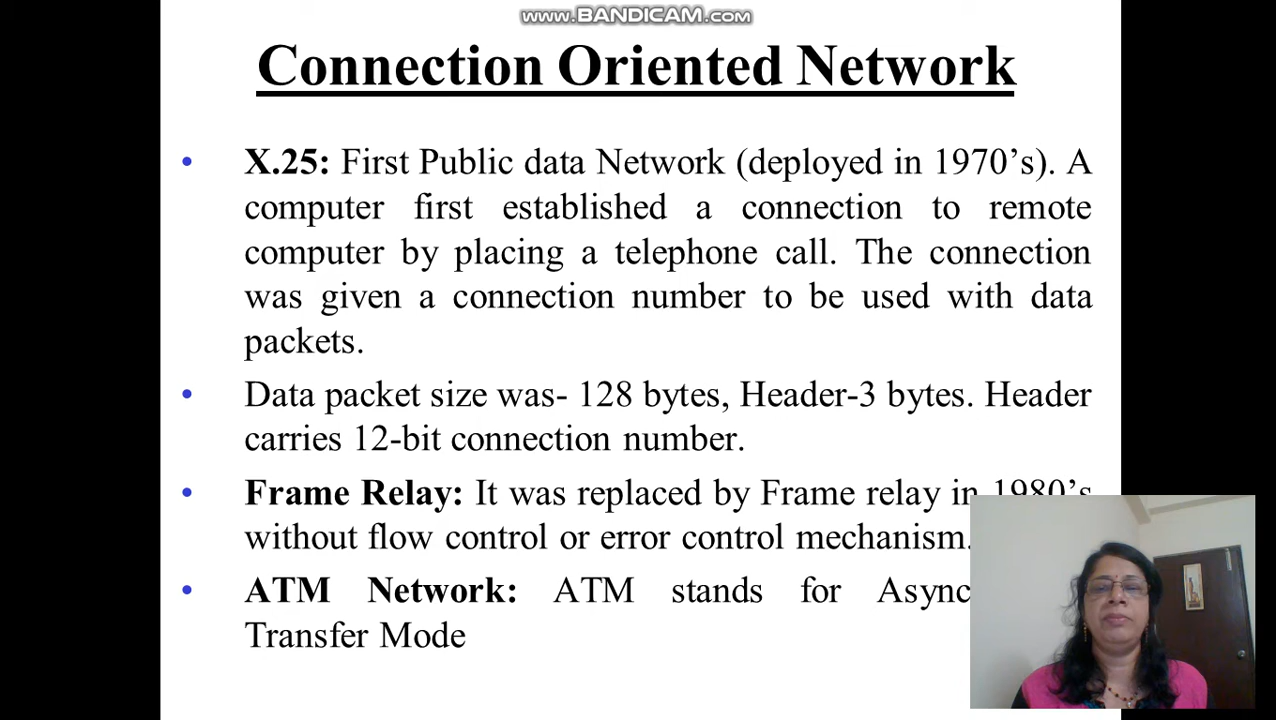 www.BANDICAM.com
Connection Oriented Network
• X.25: First Public data Network (deployed in 1970’s). A
computer first established a connection to remote
computer by placing a telephone call. The connection
was given a connection number to be used with data
packets.
• Data packet size was- 128 bytes, Header-3 bytes. Header
carries 12-bit connection number.
• Frame Relay: It was replaced by Frame relay in 1980’s
without flow control or error control mechanism.
• ATM Network: ATM stands for Async
Transfer Mode